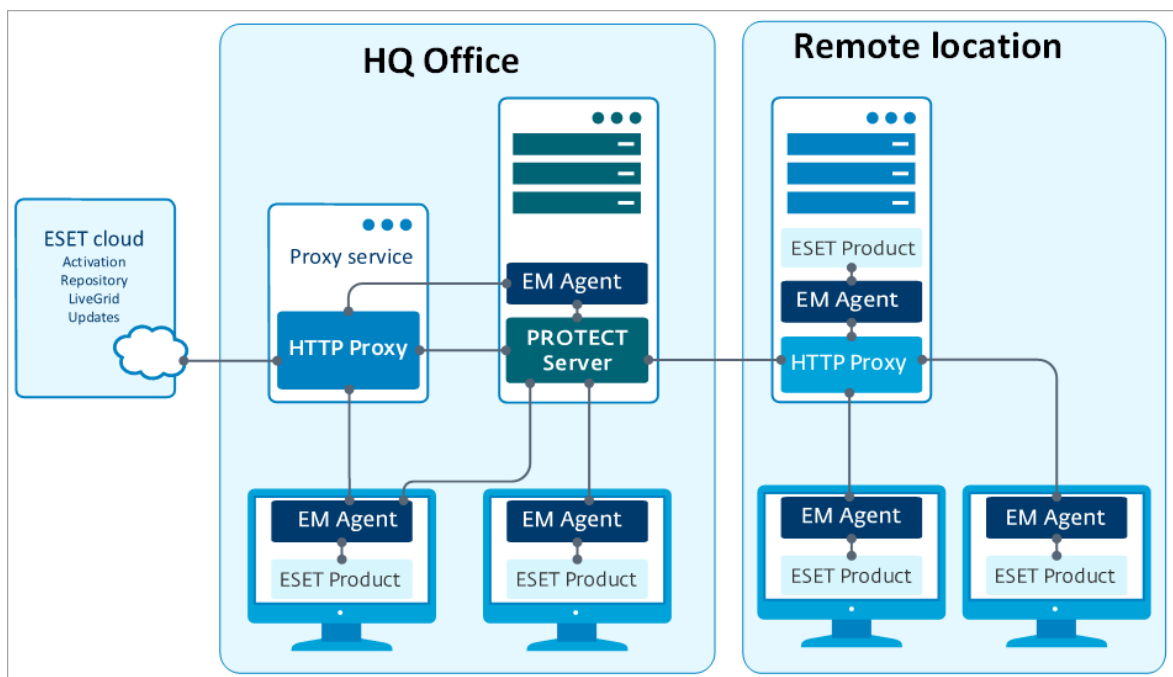 HQ Office
Remote location
ESET cloud
Activation
Repository
LiveGrid
Updates
Proxy service
HTTP Proxy
EM Agent
PROTECT
Server
ESET Product
EM Agent
HTTP Proxy
EM Agent
ESET Product
EM Agent
ESET Product
EM Agent
ESET Product
EM Agent
ESET Product